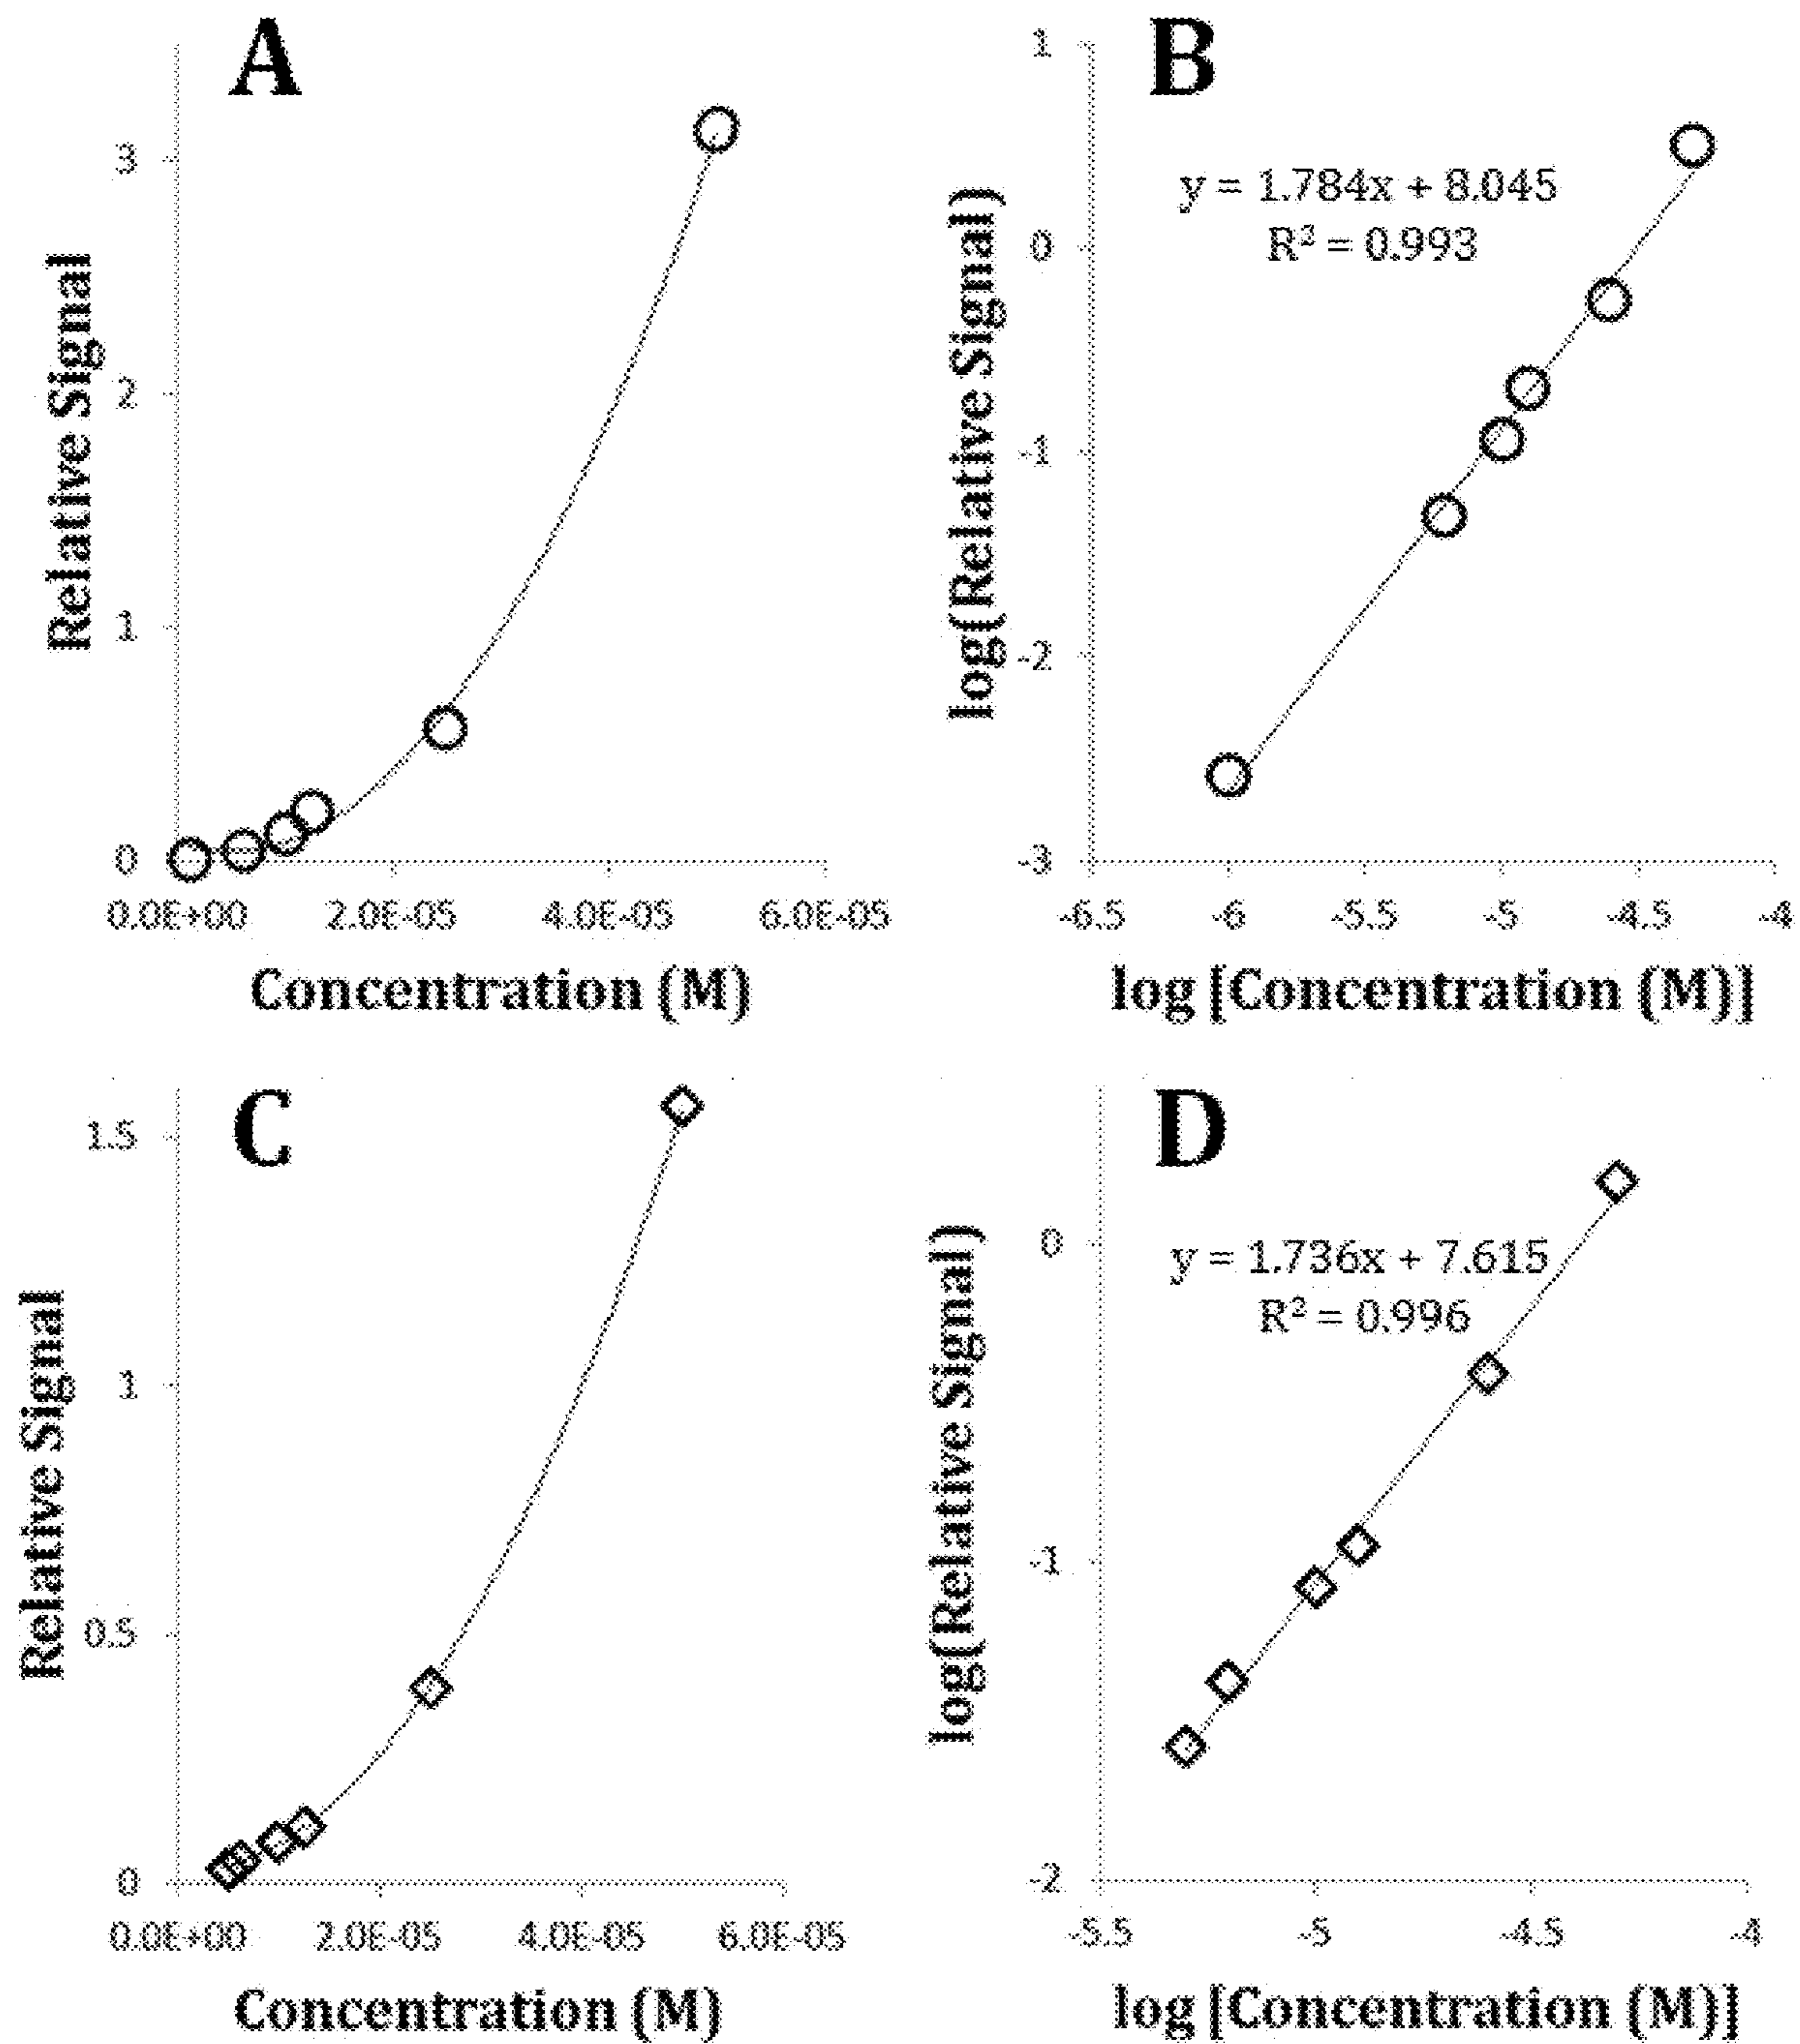 A
Relative Signal
3
2
1
0
0.0E+00 2.0E-05 4.0E-05 6.0E-05
Concentration (M)
B
log(Relative Signal)
1
0
-1
-2
-3
y = 1.784x + 8.045
R² = 0.993
-6.5 -6 -5.5 -5 -4.5 -4
log [Concentration (M)]
C
Relative Signal
1.5
1
0.5
0
0.0E+00 2.0E-05 4.0E-05 6.0E-05
Concentration (M)
D
log(Relative Signal)
0
-1
-2
y = 1.736x + 7.615
R² = 0.996
-5.5 -5 -4.5 -4
log [Concentration (M)]